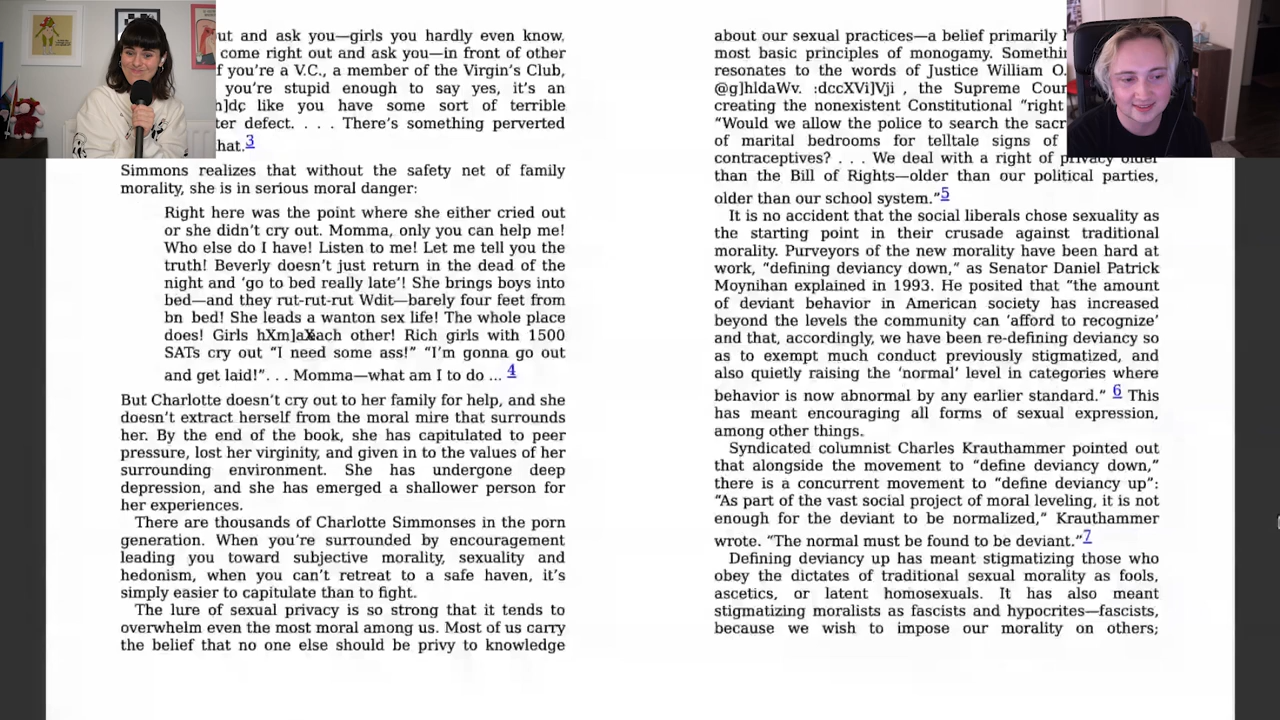 ut and ask you—girls you hardly even know,
come right out and ask you—in front of other
f you’re a V.C., a member of the Virgin’s Club,
you’re stupid enough to say yes, it’s an
n]dç like you have some sort of terrible
ter defect. . . . There’s something perverted
hat.3
Simmons realizes that without the safety net of family
morality, she is in serious moral danger:
Right here was the point where she either cried out
or she didn’t cry out. Momma, only you can help me!
Who else do I have! Listen to me! Let me tell you the
truth! Beverly doesn’t just return in the dead of the
night and ‘go to bed really late’! She brings boys into
bed—and they rut-rut-rut Wdit—barely four feet from
bn bed! She leads a wanton sex life! The whole place
does! Girls each other! Rich girls with 1500
SATs cry out “I need some ass!” “I’m gonna go out
and get laid!”. . . Momma—what am I to do ... 4
But Charlotte doesn’t cry out to her family for help, and she
doesn’t extract herself from the moral mire that surrounds
her. By the end of the book, she has capitulated to peer
pressure, lost her virginity, and given in to the values of her
surrounding environment. She has undergone deep
depression, and she has emerged a shallower person for
her experiences.
There are thousands of Charlotte Simmonses in the porn
generation. When you’re surrounded by encouragement
leading you toward subjective morality, sexuality and
hedonism, when you can’t retreat to a safe haven, it’s
simply easier to capitulate than to fight.
The lure of sexual privacy is so strong that it tends to
overwhelm even the most moral among us. Most of us carry
the belief that no one else should be privy to knowledge
about our sexual practices—a belief primarily
most basic principles of monogamy. Somethi
resonates to the words of Justice William O.
@g]hldaWv. :dccXVi]Vji , the Supreme Cour
creating the nonexistent Constitutional “right
“Would we allow the police to search the sacr
of marital bedrooms for telltale signs of
contraceptives? . . . We deal with a right of privacy older
than the Bill of Rights—older than our political parties,
older than our school system.”5
It is no accident that the social liberals chose sexuality as
the starting point in their crusade against traditional
morality. Purveyors of the new morality have been hard at
work, “defining deviancy down,” as Senator Daniel Patrick
Moynihan explained in 1993. He posited that “the amount
of deviant behavior in American society has increased
beyond the levels the community can ‘afford to recognize’
and that, accordingly, we have been re-defining deviancy so
as to exempt much conduct previously stigmatized, and
also quietly raising the ‘normal’ level in categories where
behavior is now abnormal by any earlier standard.” 6 This
has meant encouraging all forms of sexual expression,
among other things.
Syndicated columnist Charles Krauthammer pointed out
that alongside the movement to “define deviancy down,”
there is a concurrent movement to “define deviancy up”:
“As part of the vast social project of moral leveling, it is not
enough for the deviant to be normalized,” Krauthammer
wrote. “The normal must be found to be deviant.”7
Defining deviancy up has meant stigmatizing those who
obey the dictates of traditional sexual morality as fools,
ascetics, or latent homosexuals. It has also meant
stigmatizing moralists as fascists and hypocrites—fascists,
because we wish to impose our morality on others;